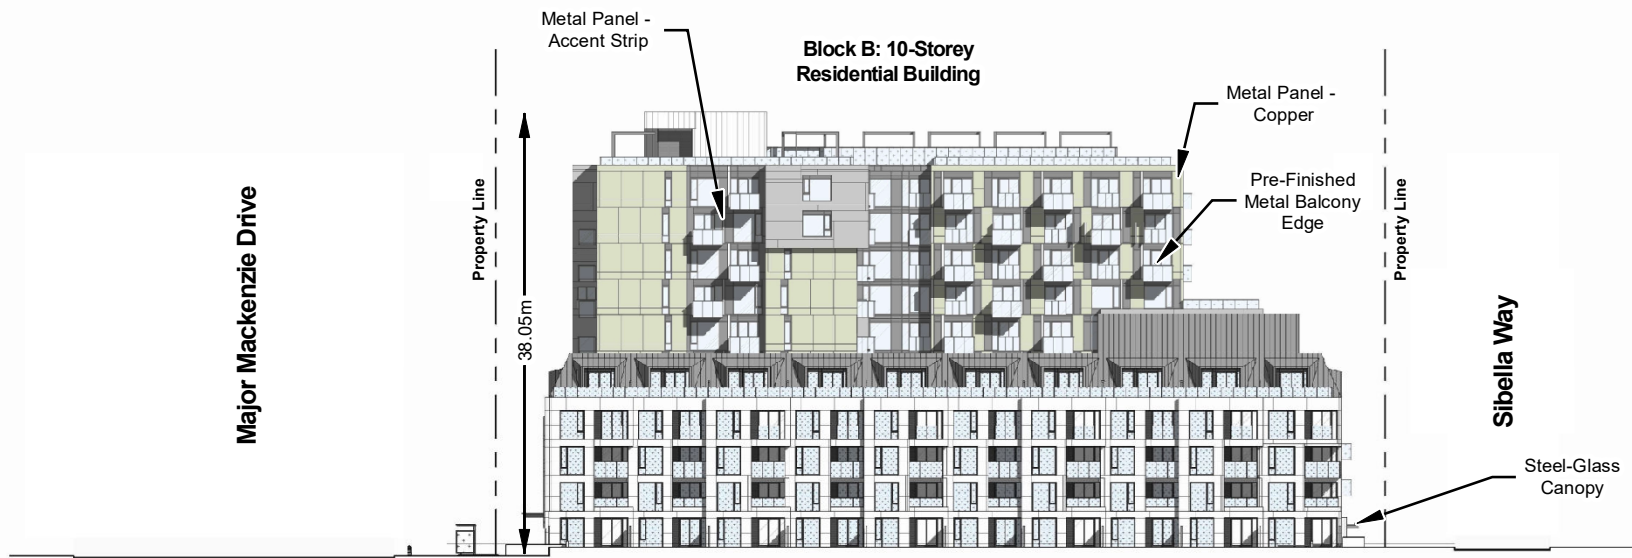 Metal Panel -
Accent Strip
Block B: 10-Storey
Residential Building
Metal Panel -
Copper
Pre-Finished
Metal Balcony
Edge
Major Mackenzie Drive
Property Line
38.05m
Property Line
Sibella Way
Steel-Glass
Canopy